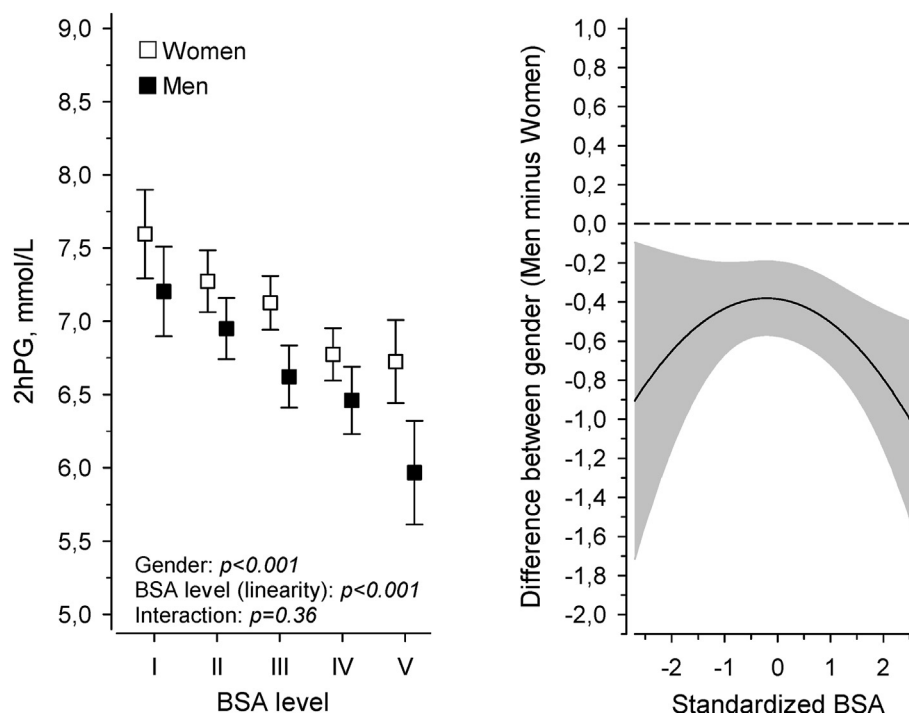 9,0
8,5
8,0
7,5
7,0
6,5
6,0
5,5
5,0
2hPG, mmol/L
Women
Men
Gender: p<0.001
BSA level (linearity): p<0.001
Interaction: p=0.36
I II III IV V
BSA level
1,0
0,8
0,6
0,4
0,2
0,0
-0,2
-0,4
-0,6
-0,8
-1,0
-1,2
-1,4
-1,6
-1,8
-2,0
Difference between gender (Men minus Women)
-2 -1 0 1 2
Standardized BSA